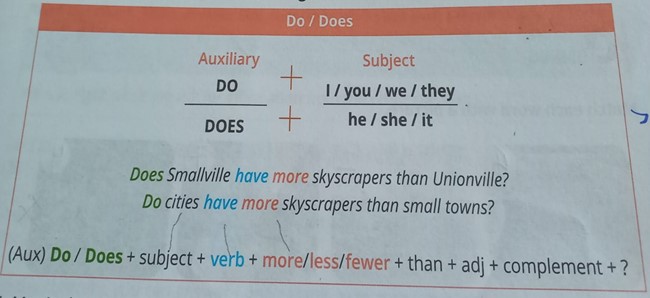 Do / Does
Auxiliary + Subject
DO I / you / we / they
DOES + he / she / it
Does Smallville have more skyscrapers than Unionville?
Do cities have more skyscrapers than small towns?
(Aux) Do / Does + subject + verb + more/less/fewer + than + adj + complement + ?